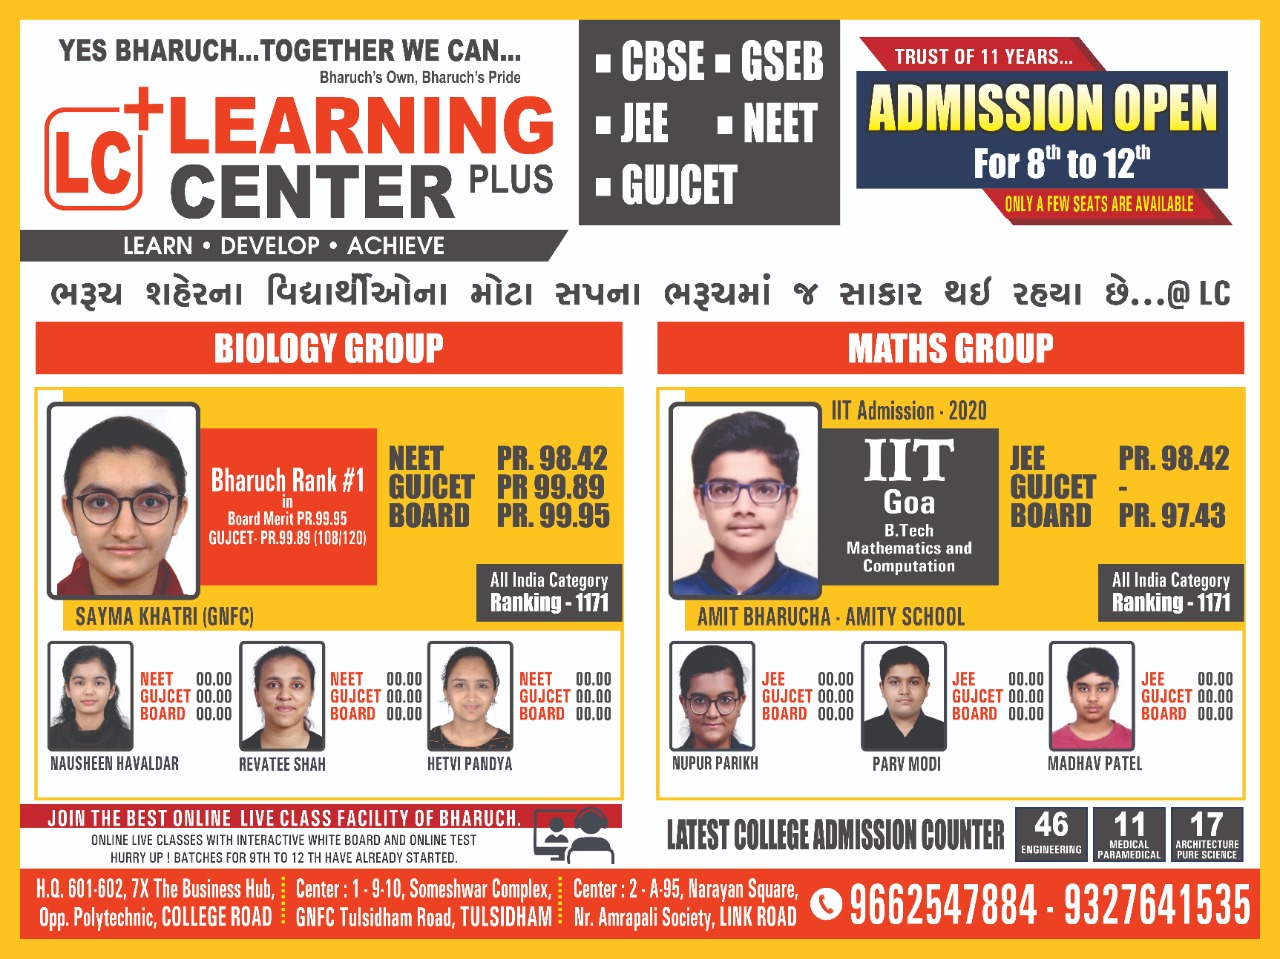 YES BHARUCH...TOGETHER WE CAN...
Bharuch's Own, Bharuch's Pride
LC+ LEARNING
CENTER PLUS
LEARN • DEVELOP • ACHIEVE
▪ CBSE ▪ GSEB
▪ JEE ▪ NEET
▪ GUJCET
TRUST OF 11 YEARS...
ADMISSION OPEN
For 8th to 12th
ONLY A FEW SEATS ARE AVAILABLE
ભરૂચ શહેરના વિદ્યાર્થીઓના મોટા સપના ભરૂચમાં જ સાકાર થઈ રહયા છે...@ LC
BIOLOGY GROUP
Bharuch Rank #1
in
Board Merit PR.99.95
GUJCET- PR.99.89 (108/120)
NEET PR. 98.42
GUJCET PR 99.89
BOARD PR. 99.95
All India Category
Ranking - 1171
SAYMA KHATRI (GNFC)
NEET 00.00
GUJCET 00.00
BOARD 00.00
NAUSHEEN HAVALDAR
NEET 00.00
GUJCET 00.00
BOARD 00.00
REVATEE SHAH
NEET 00.00
GUJCET 00.00
BOARD 00.00
HETVI PANDYA
MATHS GROUP
IIT Admission - 2020
IIT
Goa
B.Tech
Mathematics and
Computation
JEE PR. 98.42
GUJCET -
BOARD PR. 97.43
All India Category
Ranking - 1171
AMIT BHARUCHA - AMITY SCHOOL
JEE 00.00
GUJCET 00.00
BOARD 00.00
NUPUR PARIKH
JEE 00.00
GUJCET 00.00
BOARD 00.00
PARV MODI
JEE 00.00
GUJCET 00.00
BOARD 00.00
MADHAV PATEL
JOIN THE BEST ONLINE LIVE CLASS FACILITY OF BHARUCH.
ONLINE LIVE CLASSES WITH INTERACTIVE WHITE BOARD AND ONLINE TEST
HURRY UP ! BATCHES FOR 9TH TO 12 TH HAVE ALREADY STARTED.
LATEST COLLEGE ADMISSION COUNTER
46
ENGINEERING
11
MEDICAL
PARAMEDICAL
17
ARCHITECTURE
PURE SCIENCE
H.Q. 601-602, 7X The Business Hub,
Opp. Polytechnic, COLLEGE ROAD
Center : 1 - 9-10, Someshwar Complex,
GNFC Tulsidham Road, TULSIDHAM
Center : 2 - A-95, Narayan Square,
Nr. Amrapali Society, LINK ROAD
9662547884 - 9327641535